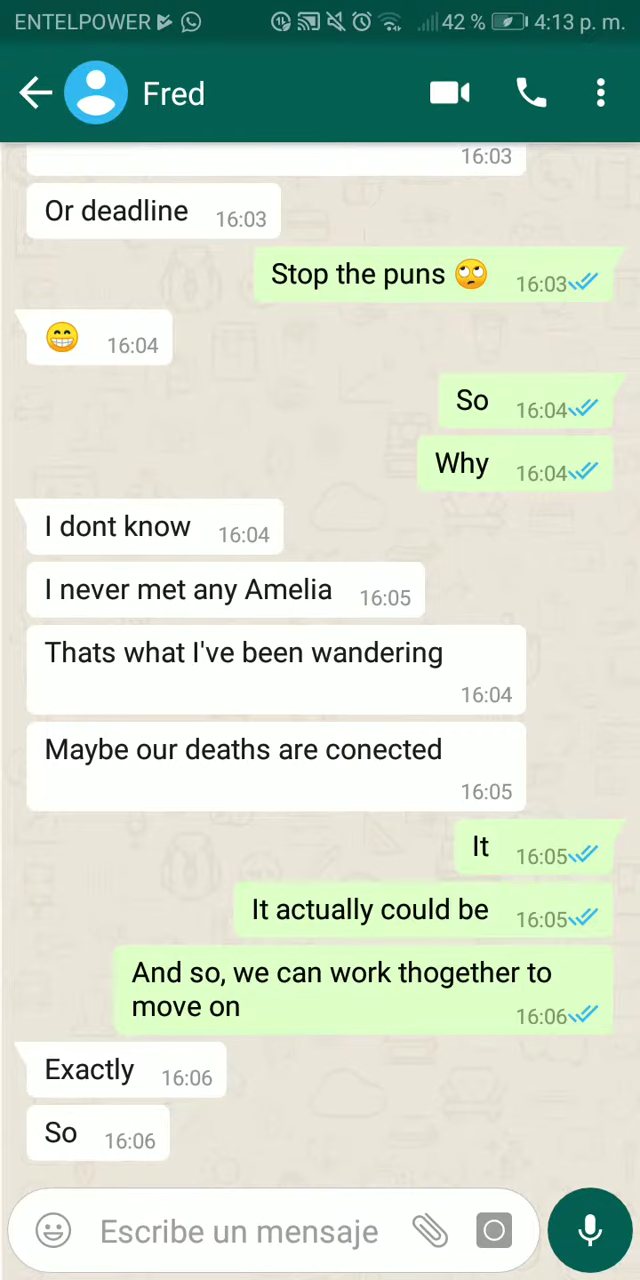 ENTELPOWER 42 % 4:13 p. m.
Fred
16:03
Or deadline 16:03
Stop the puns 🙄 16:03
😁 16:04
So 16:04
Why 16:04
I dont know 16:04
I never met any Amelia 16:05
Thats what I've been wandering
16:04
Maybe our deaths are conected
16:05
It 16:05
It actually could be 16:05
And so, we can work thogether to
move on 16:06
Exactly 16:06
So 16:06
Escribe un mensaje